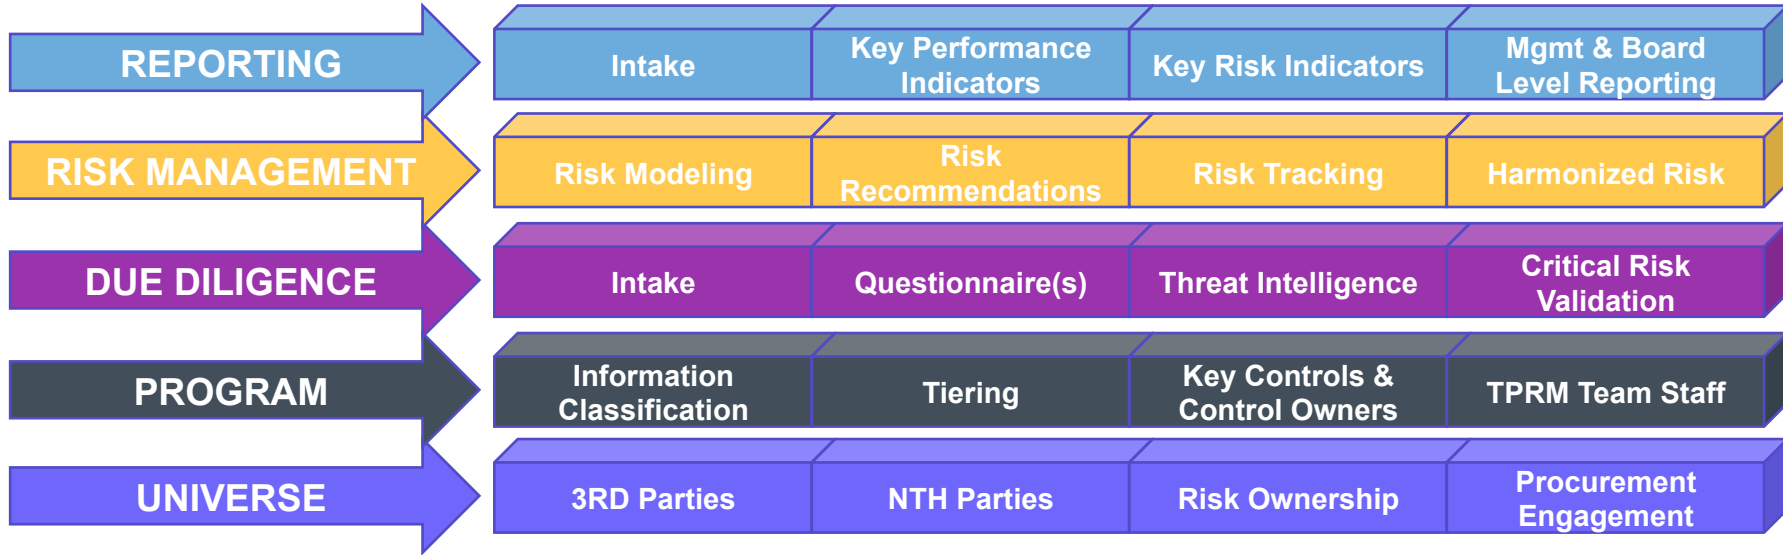 REPORTING
Intake
Key Performance
Indicators
Key Risk Indicators
Mgmt & Board
Level Reporting
RISK MANAGEMENT
Risk Modeling
Risk
Recommendations
Risk Tracking
Harmonized Risk
DUE DILIGENCE
Intake
Questionnaire(s)
Threat Intelligence
Critical Risk
Validation
PROGRAM
Information
Classification
Tiering
Key Controls &
Control Owners
TPRM Team Staff
UNIVERSE
3RD Parties
NTH Parties
Risk Ownership
Procurement
Engagement